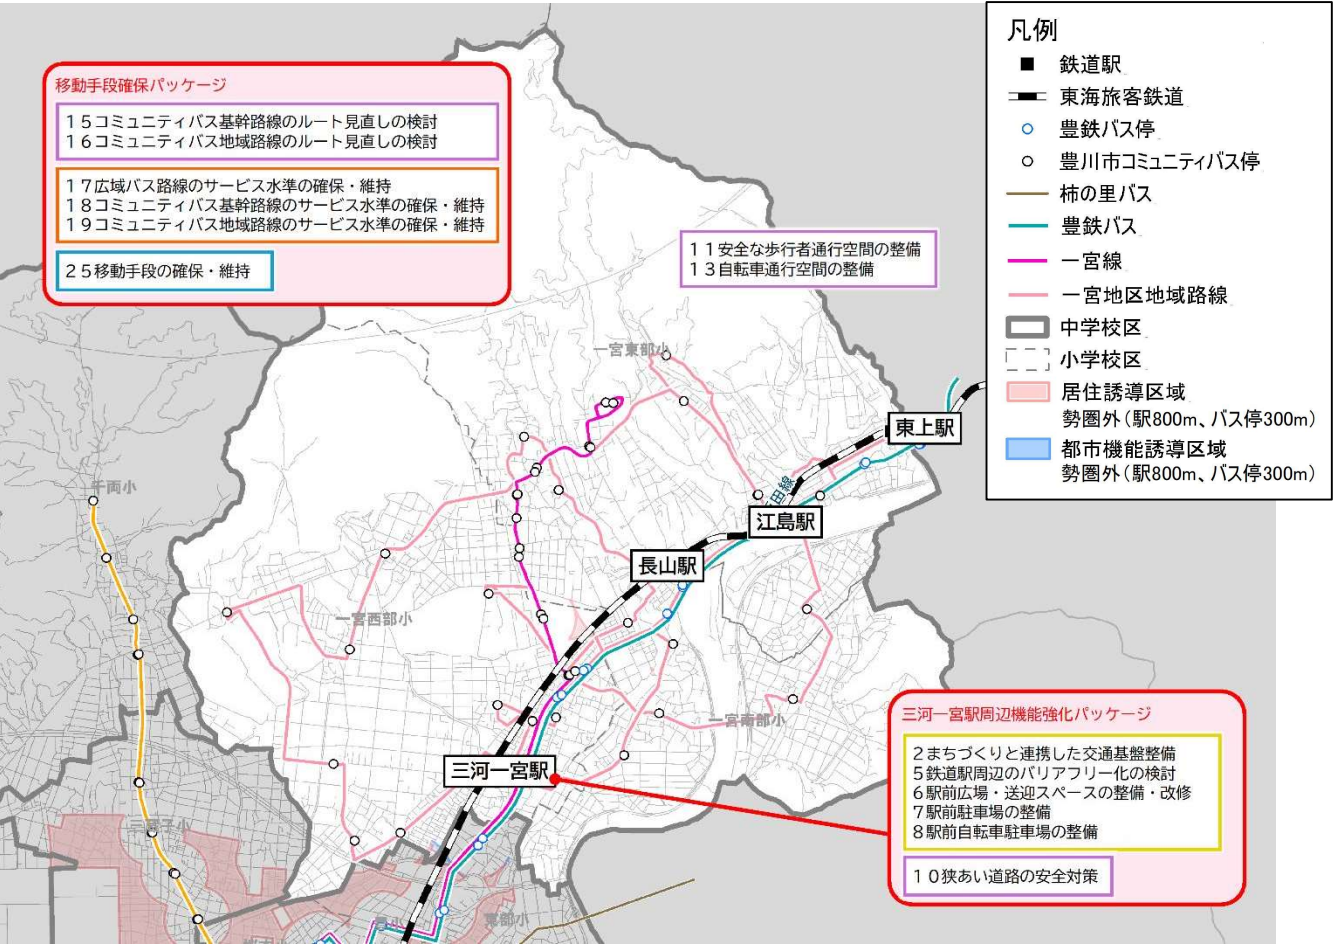 移動手段確保パッケージ
15コミュニティバス基幹路線のルート見直しの検討
16コミュニティバス地域路線のルート見直しの検討
17広域バス路線のサービス水準の確保・維持
18コミュニティバス基幹路線のサービス水準の確保・維持
19コミュニティバス地域路線のサービス水準の確保・維持
25移動手段の確保・維持
11安全な歩行者通行空間の整備
13自転車通行空間の整備
凡例
鉄道駅
東海旅客鉄道
豊鉄バス停
豊川市コミュニティバス停
柿の里バス
豊鉄バス
一宮線
一宮地区地域路線
中学校区
小学校区
居住誘導区域
勢圏外（駅800m、バス停300m）
都市機能誘導区域
勢圏外（駅800m、バス停300m）
一宮東部小
東上駅
千両小
田線
江島駅
長山駅
一宮西部小
一宮南部小
三河一宮駅
三河一宮駅周辺機能強化パッケージ
2まちづくりと連携した交通基盤整備
5鉄道駅周辺のバリアフリー化の検討
6駅前広場・送迎スペースの整備・改修
7駅前駐車場の整備
8駅前自転車駐車場の整備
10狭あい道路の安全対策
東部小